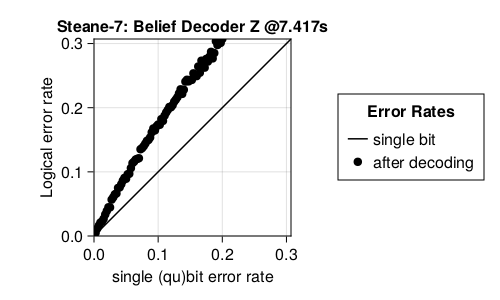 Steane-7: Belief Decoder Z @7.417s
Logical error rate
0.3
0.2
0.1
0.0
0.0 0.1 0.2 0.3
single (qu)bit error rate
Error Rates
single bit
after decoding